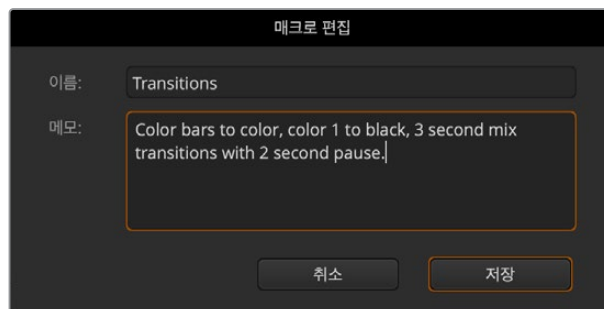 매크로 편집
이름:
Transitions
메모:
Color bars to color, color 1 to black, 3 second mix
transitions with 2 second pause.
취소
저장